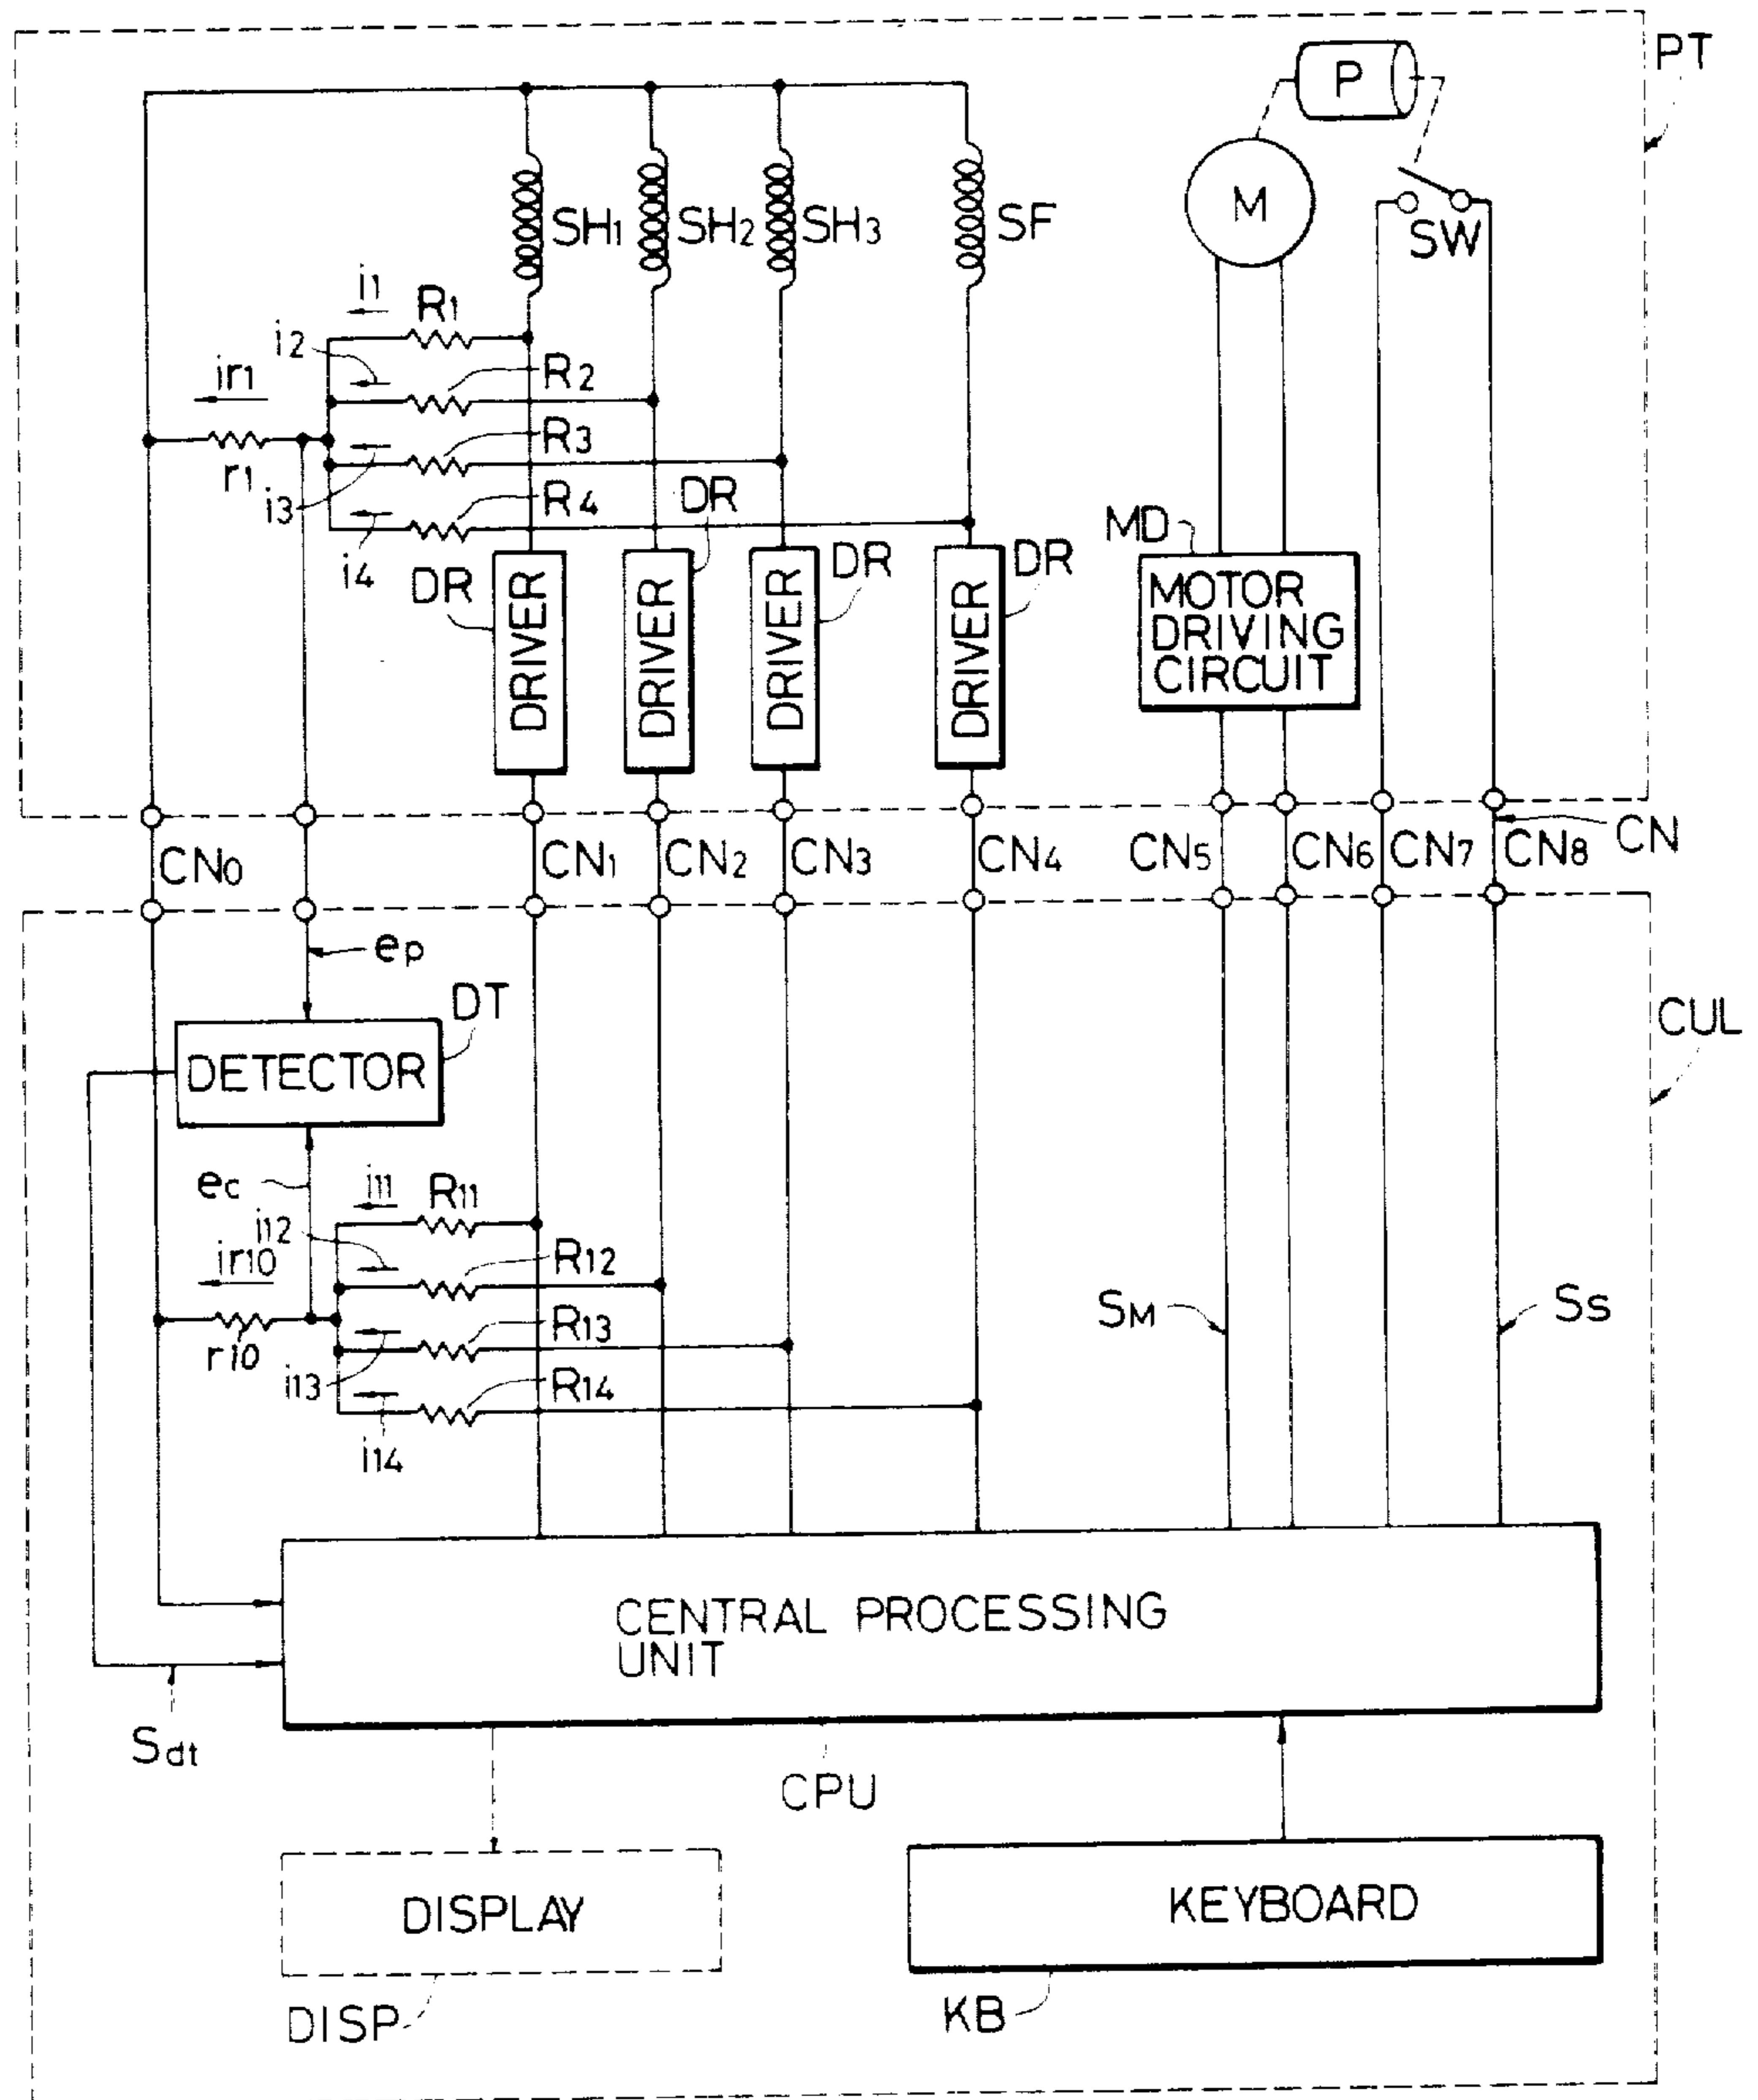 PT
P
M
SW
SH1
SH2
SH3
SF
i1
R1
i2
R2
ir1
R3
r1
i3
R4
i4
DR
DR
DR
DR
MD
DRIVER
DRIVER
DRIVER
DRIVER
MOTOR
DRIVING
CIRCUIT
CN0
CN1
CN2
CN3
CN4
CN5
CN6
CN7
CN8
CN
ep
DT
DETECTOR
CUL
ec
i11
R11
i12
R12
ir10
R13
r10
i13
R14
i14
SM
Ss
CENTRAL PROCESSING
UNIT
Sdt
CPU
DISPLAY
KEYBOARD
DISP
KB